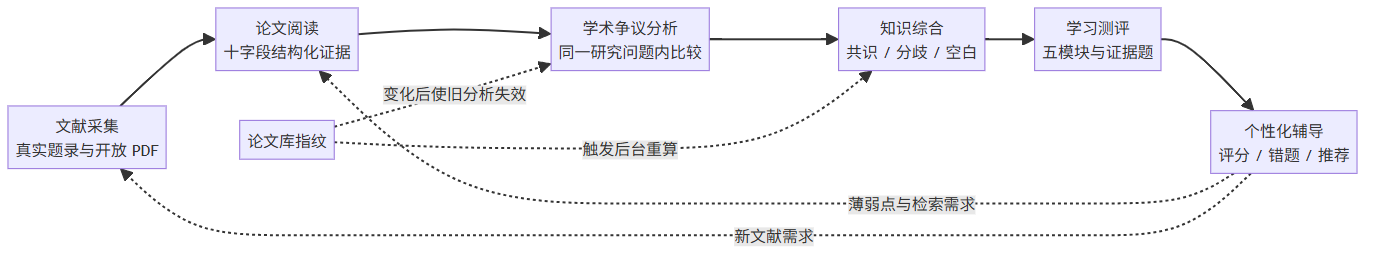 文献采集
真实题录与开放 PDF
论文阅读
十字段结构化证据
论文库指纹
学术争议分析
同一研究问题内比较
知识综合
共识 / 分歧 / 空白
学习测评
五模块与证据题
个性化辅导
评分 / 错题 / 推荐
变化后使旧分析失效
触发后台重算
薄弱点与检索需求
新文献需求